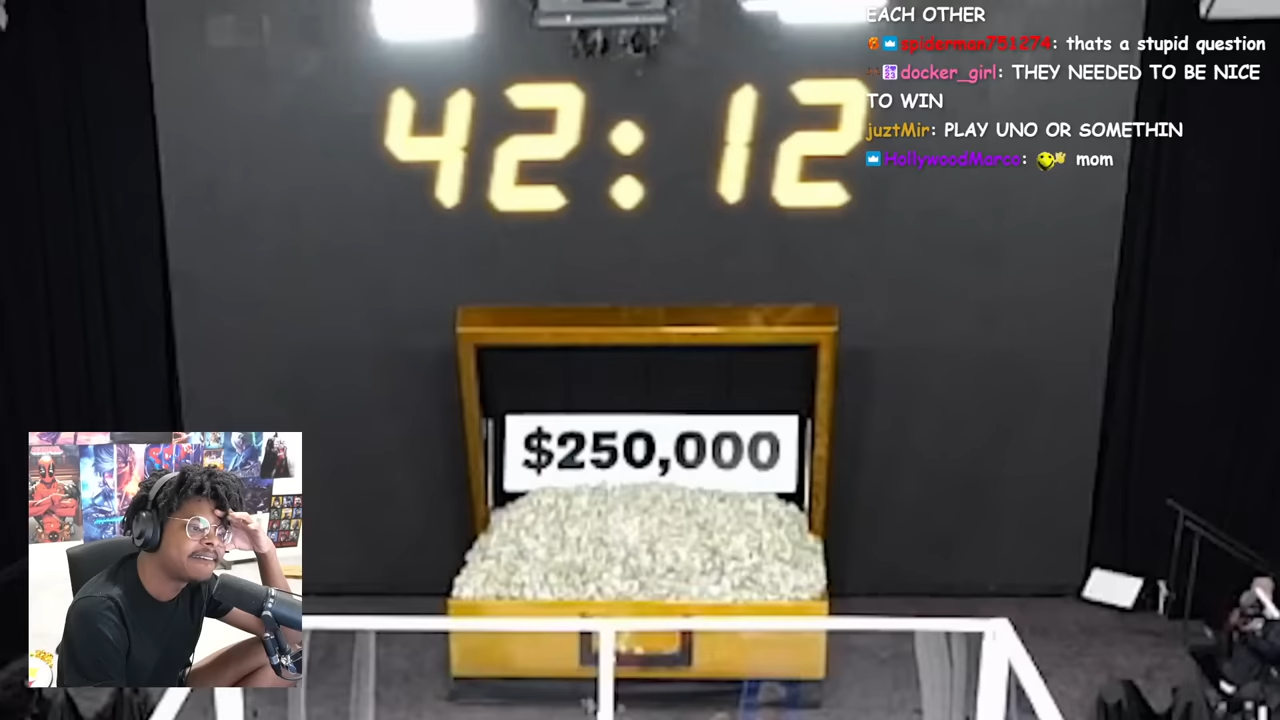 EACH OTHER
spiderman751274: thats a stupid question
docker_girl: THEY NEEDED TO BE NICE
TO WIN
juztMir: PLAY UNO OR SOMETHIN
HollywoodMarco: mom
42:12
$250,000